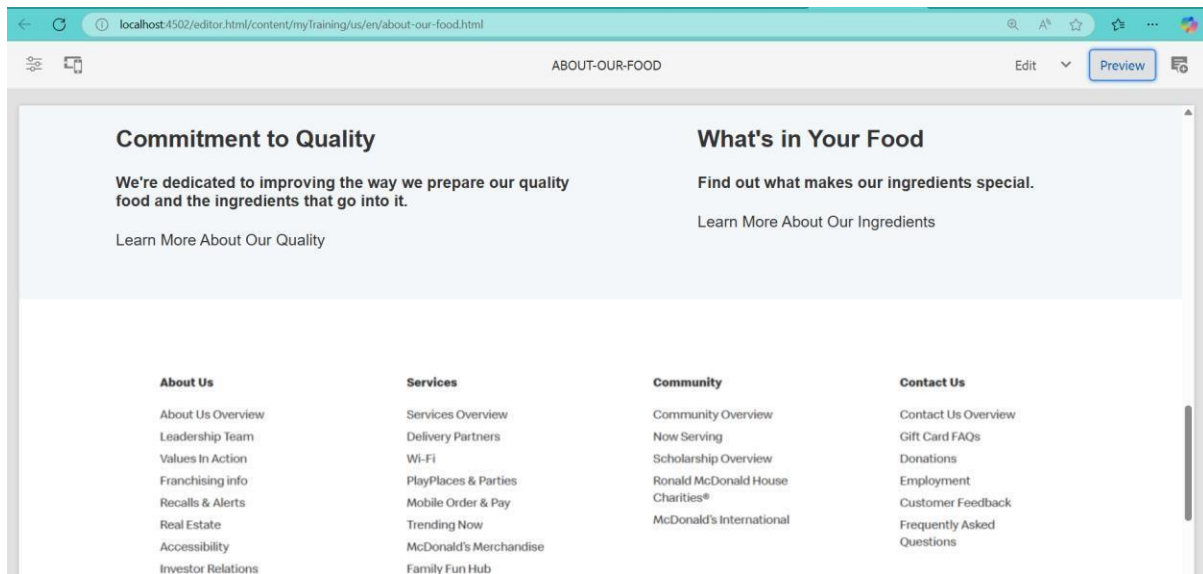 localhost:4502/editor.html/content/myTraining/us/en/about-our-food.html
ABOUT-OUR-FOOD
Edit
Preview
Commitment to Quality
We're dedicated to improving the way we prepare our quality
food and the ingredients that go into it.
Learn More About Our Quality
What's in Your Food
Find out what makes our ingredients special.
Learn More About Our Ingredients
About Us
About Us Overview
Leadership Team
Values In Action
Franchising info
Recalls & Alerts
Real Estate
Accessibility
Investor Relations
Services
Services Overview
Delivery Partners
Wi-Fi
PlayPlaces & Parties
Mobile Order & Pay
Trending Now
McDonald's Merchandise
Family Fun Hub
Community
Community Overview
Now Serving
Scholarship Overview
Ronald McDonald House
Charities®
McDonald's International
Contact Us
Contact Us Overview
Gift Card FAQs
Donations
Employment
Customer Feedback
Frequently Asked
Questions